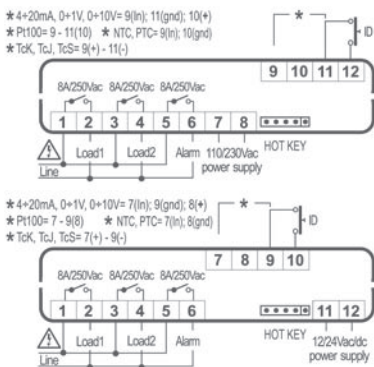 * 4÷20mA, 0÷1V, 0÷10V= 9(In); 11(gnd); 10(+)
* Pt100= 9 - 11(10) * NTC, PTC= 9(In); 10(gnd)
* TcK, TcJ, TcS= 9(+) - 11(-)
* ID
9 10 11 12
8A/250Vac 8A/250Vac 8A/250Vac
1 2 3 4 5 6 7 8
HOT KEY
Line Load1 Load2 Alarm 110/230Vac
power supply
* 4÷20mA, 0÷1V, 0÷10V= 7(In); 9(gnd); 8(+)
* Pt100= 7 - 9(8) * NTC, PTC= 7(In); 8(gnd)
* TcK, TcJ, TcS= 7(+) - 9(-)
* ID
7 8 9 10
8A/250Vac 8A/250Vac 8A/250Vac
1 2 3 4 5 6 11 12
HOT KEY
Line Load1 Load2 Alarm 12/24Vac/dc
power supply